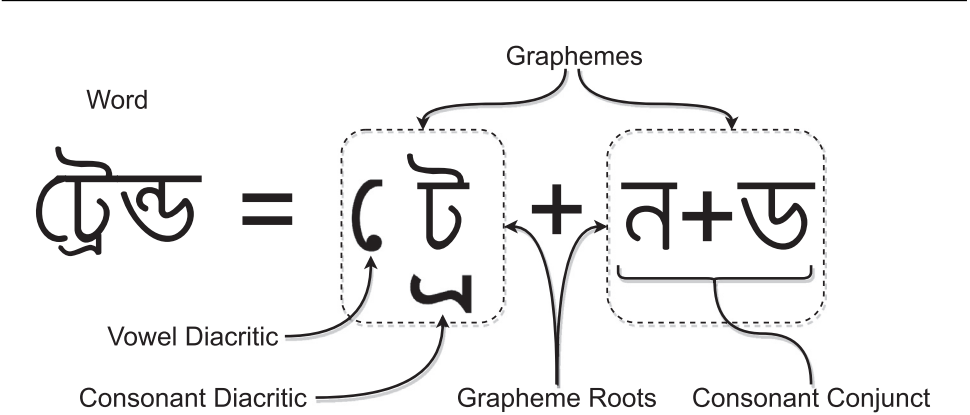 Graphemes
Word
ট্রেন্ড = ে ট ্র + ন+ড
Vowel Diacritic
Consonant Diacritic
Grapheme Roots
Consonant Conjunct